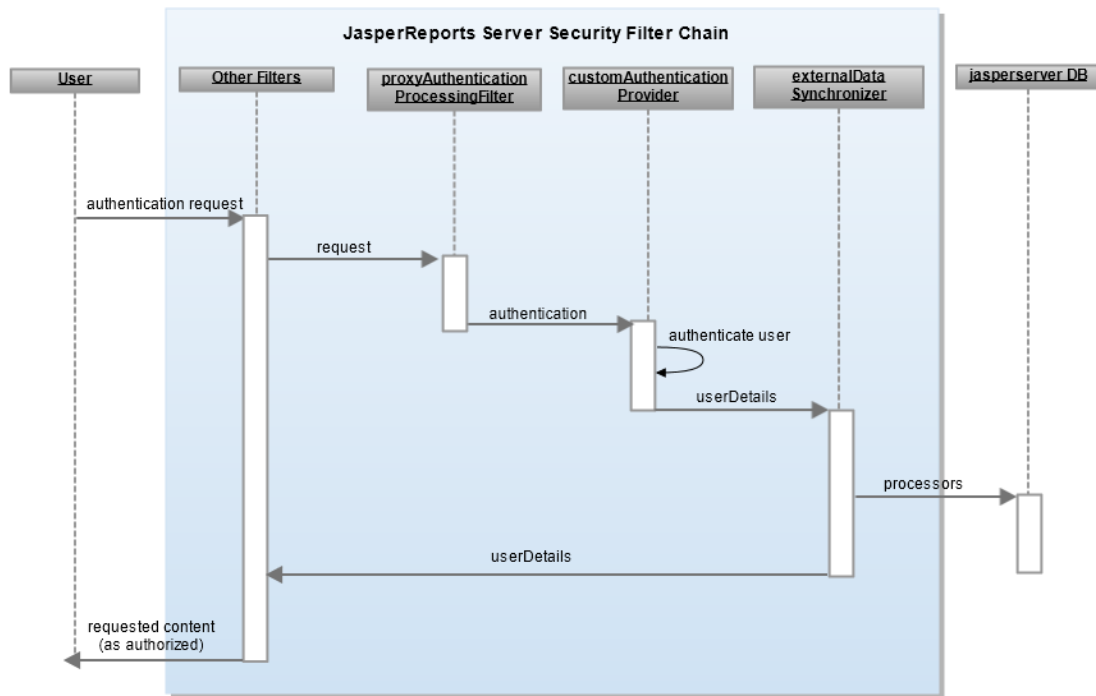 JasperReports Server Security Filter Chain
User
Other Filters
proxyAuthentication
ProcessingFilter
customAuthentication
Provider
externalData
Synchronizer
jasperserver DB
authentication request
request
authentication
authenticate user
userDetails
processors
userDetails
requested content
(as authorized)